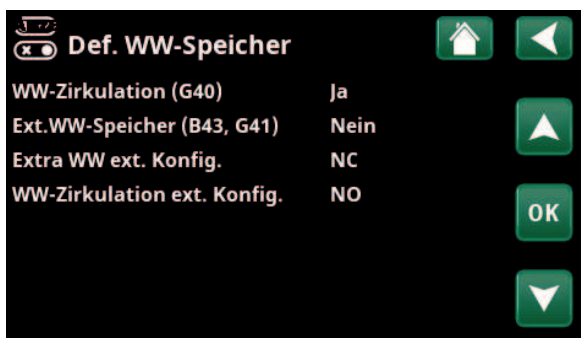 Def. WW-Speicher
WW-Zirkulation (G40) Ja
Ext.WW-Speicher (B43, G41) Nein
Extra WW ext. Konfig. NC
WW-Zirkulation ext. Konfig. NO
OK